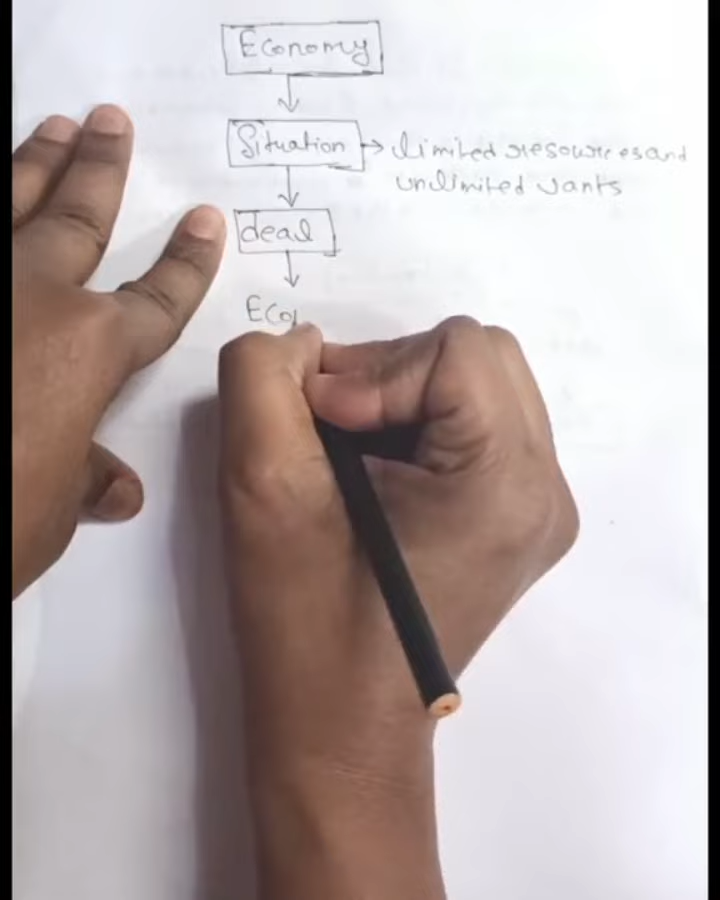 Economy
Situation → limited resources and
unlimited wants
deal
Eco